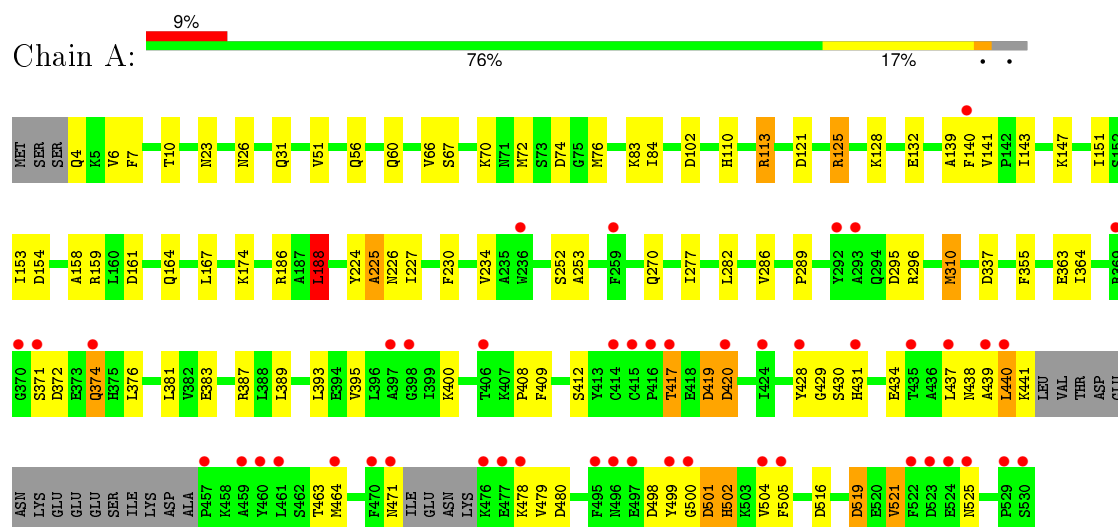 9%
Chain A:
76% 17% • •
MET SER SER Q4 K5 V6 F7 T10 N23 N26 Q31 V51 Q56 Q60 V66 S67 K70 N71 M72 S73 D74 G75 M76 K83 I84 D102 H110 R113 D121 R125 K128 E132 A139 F140 V141 P142 I143 K147 I151 S152
I153 D154 A158 R159 L160 D161 Q164 L167 K174 R186 A187 L188 Y224 A225 N226 I227 F230 V234 A235 W236 S252 A253 F259 Q270 I277 L282 V286 P289 Y292 A293 Q294 D295 R296 M310 D337 F355 E363 I364 R369
G370 S371 D372 E373 Q374 H375 L376 L381 V382 E383 R387 L388 L389 L393 E394 V395 L396 A397 G398 I399 K400 T406 K407 P408 F409 S412 Y413 C414 C415 P416 T417 E418 D419 D420 I424 Y428 G429 S430 H431 E434 T435 A436 L437 N438 A439 L440 K441 LEU VAL THR ASP GLU
ASN LYS GLU GLU GLU SER ILE LYS ASP ALA P457 K458 A459 Y460 L461 S462 T463 M464 F470 N471 ILE GLU ASN LYS K476 E477 K478 V479 D480 F495 N496 E497 D498 Y499 G500 D501 H502 K503 V504 F505 D516 D519 E520 V521 F522 D523 E524 N525 P529 S530